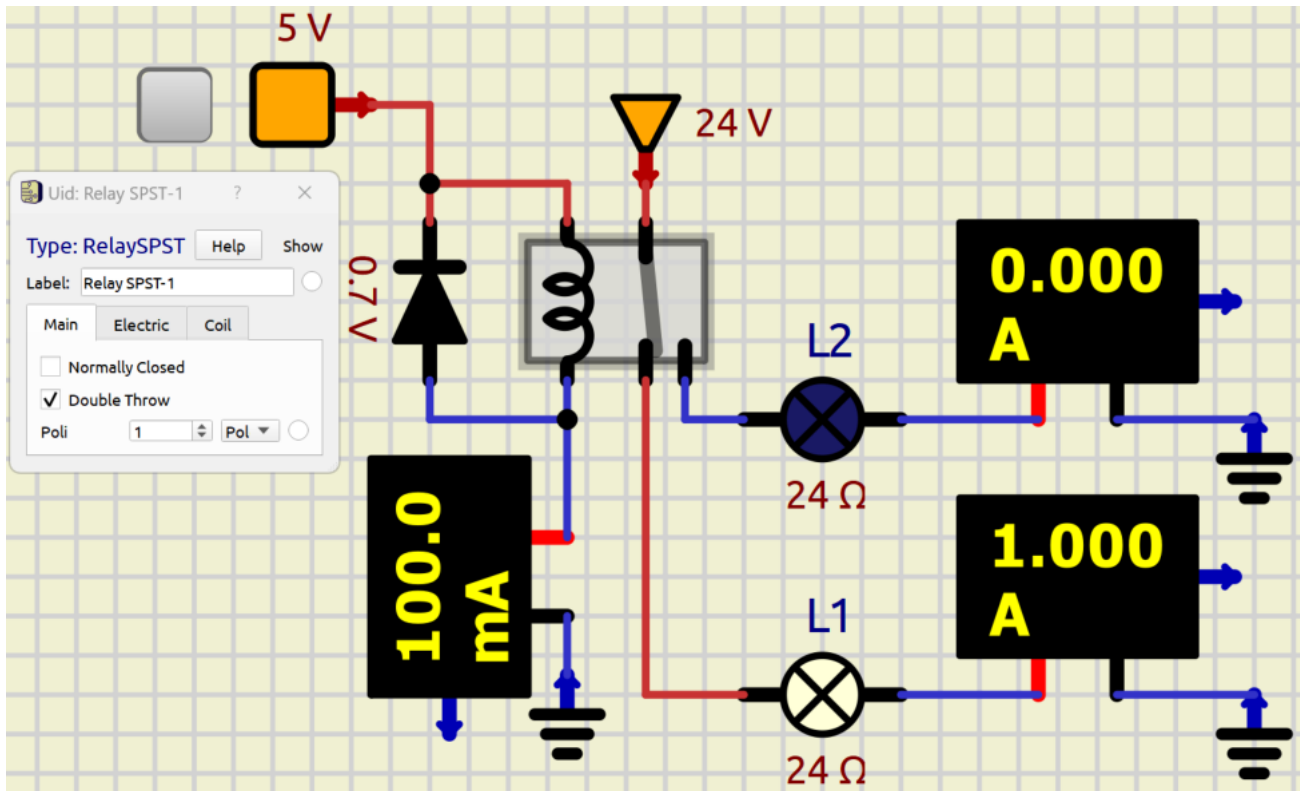 5 V
24 V
Uid: Relay SPST-1
?
Type: RelaySPST
Help
Show
Label:
Relay SPST-1
Main
Electric
Coil
Normally Closed
Double Throw
Poli
1
Pol
0.7 V
0.000
A
L2
24 Ω
100.0
mA
1.000
A
L1
24 Ω